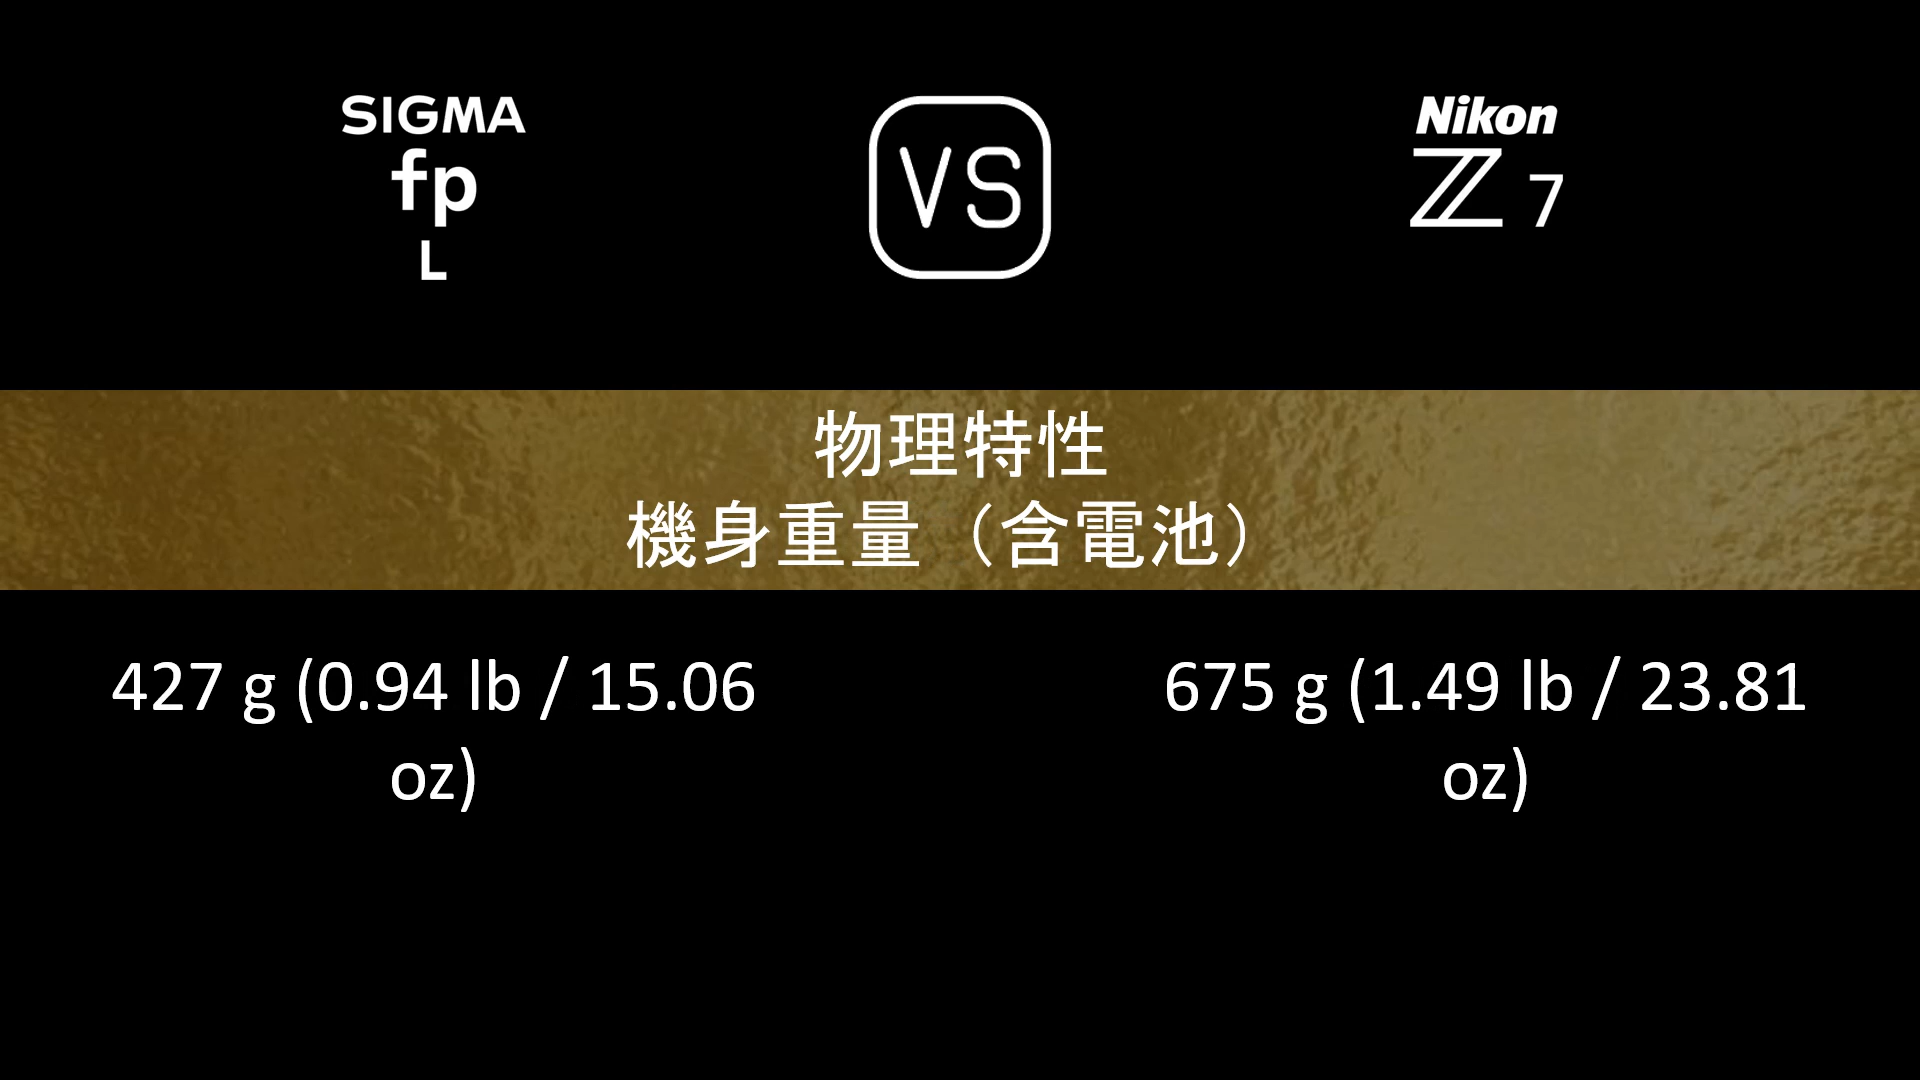 SIGMA
fp
L
VS
Nikon
Z 7
物理特性
機身重量（含電池）
427 g (0.94 lb / 15.06
oz)
675 g (1.49 lb / 23.81
oz)